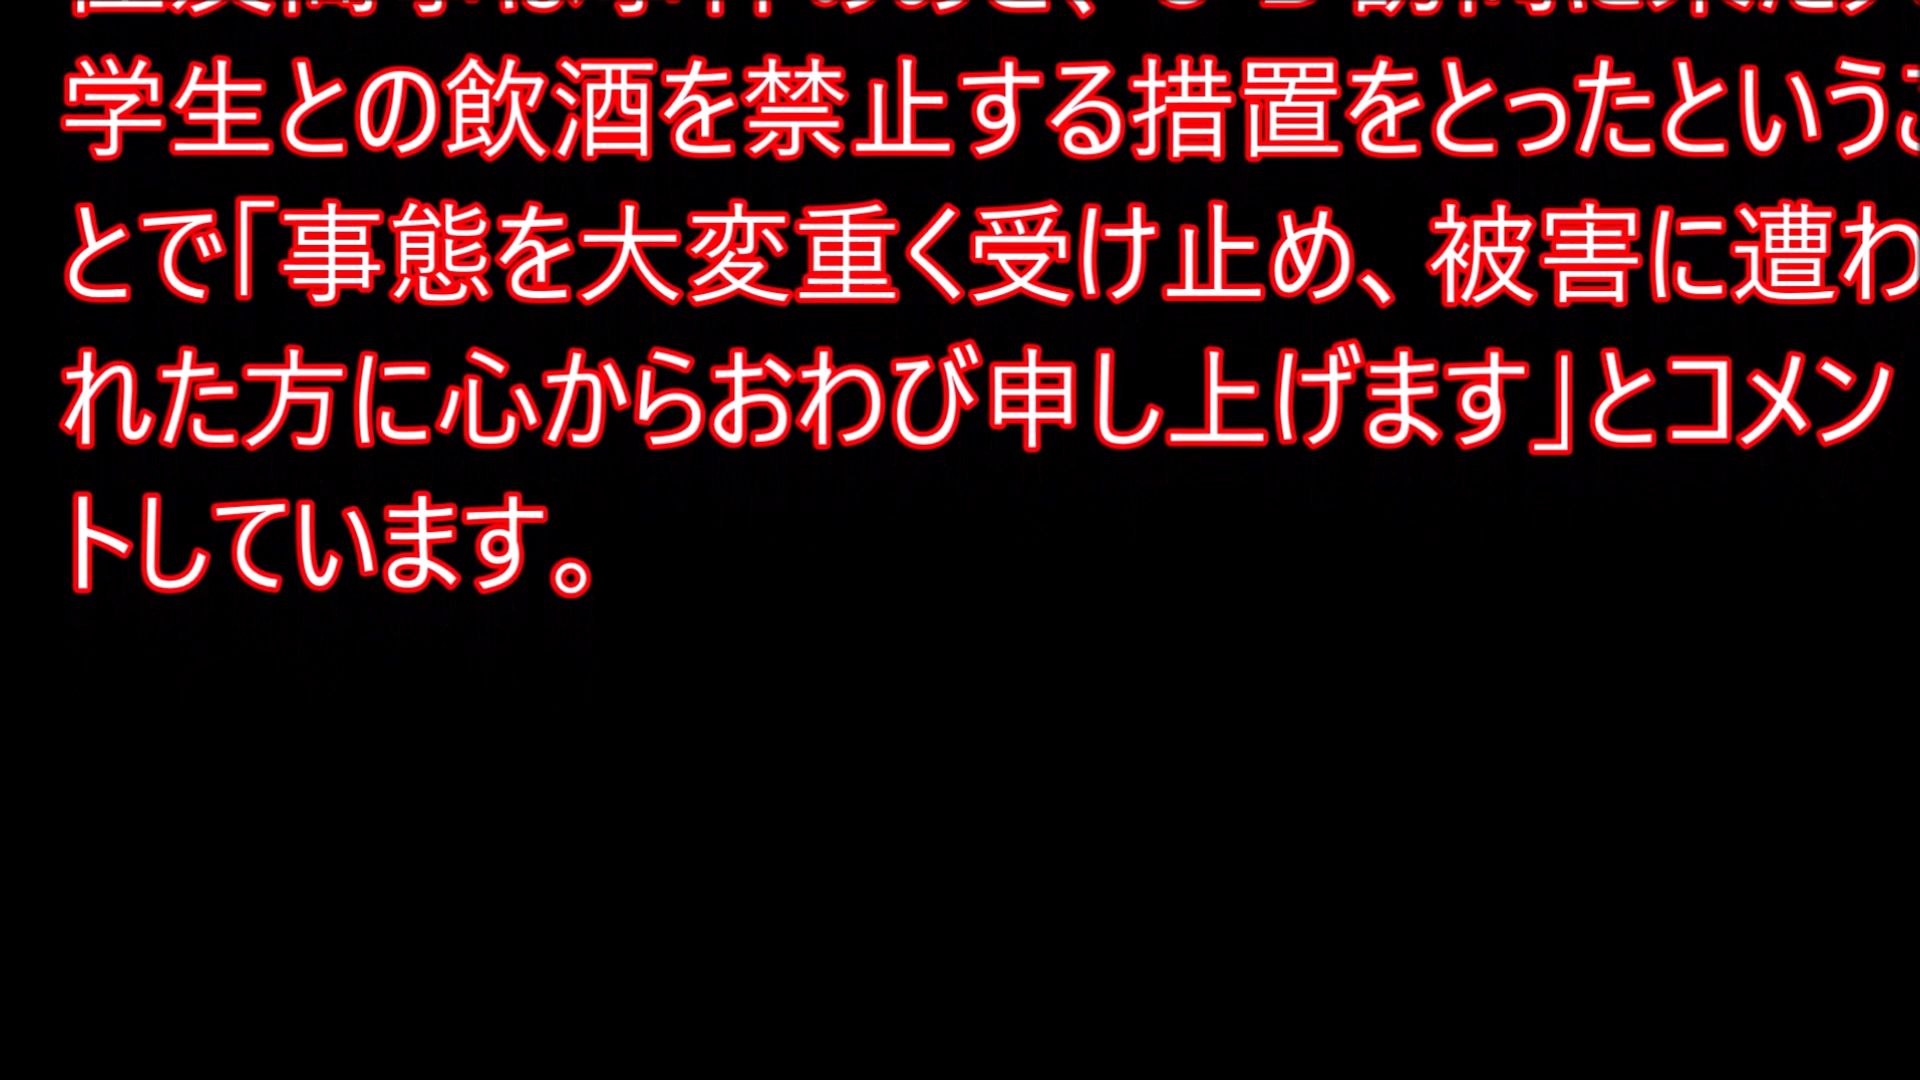 学生との飲酒を禁止する措置をとったというこ
とで「事態を大変重く受け止め、被害に遭わ
れた方に心からおわび申し上げます」とコメン
トしています。